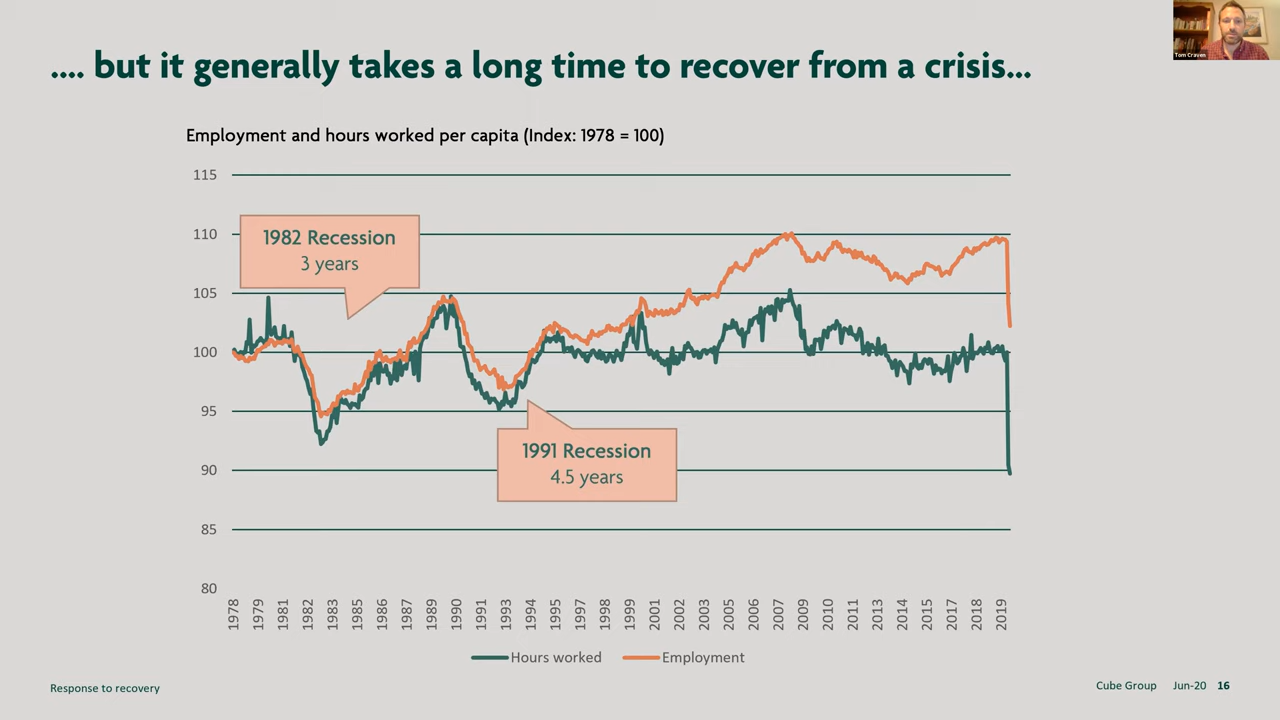 .... but it generally takes a long time to recover from a crisis...
Tom Craven
Employment and hours worked per capita (Index: 1978 = 100)
115
110
105
100
95
90
85
80
1982 Recession
3 years
1991 Recession
4.5 years
1978 1979 1981 1982 1983 1985 1986 1987 1989 1990 1991 1993 1994 1995 1997 1998 1999 2001 2002 2003 2005 2006 2007 2009 2010 2011 2013 2014 2015 2017 2018 2019
Hours worked Employment
Response to recovery
Cube Group Jun-20 16